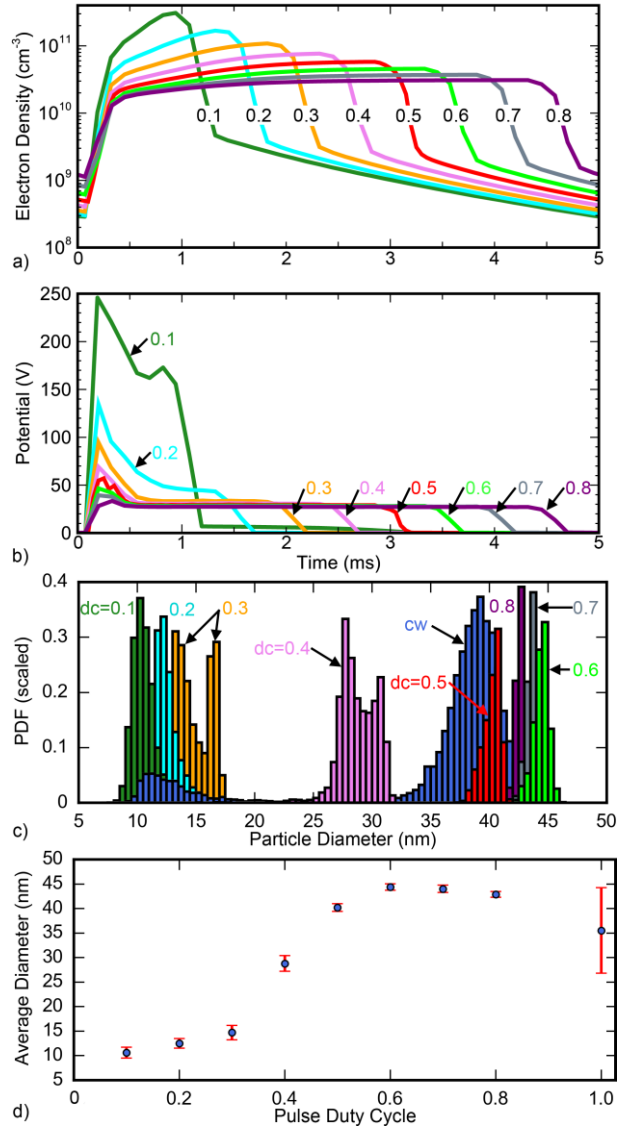 Electron Density (cm⁻³)
10¹¹
10¹⁰
10⁹
10⁸
0.1 0.2 0.3 0.4 0.5 0.6 0.7 0.8
0 1 2 3 4 5
a)
Potential (V)
250
200
150
100
50
0
0.1
0.2
0.3 0.4 0.5 0.6 0.7 0.8
0 1 2 3 4 5
Time (ms)
b)
PDF (scaled)
0.4
0.3
0.2
0.1
0
dc=0.1 0.2 0.3
dc=0.4
cw
dc=0.5
0.8
0.7
0.6
5 10 15 20 25 30 35 40 45 50
Particle Diameter (nm)
c)
Average Diameter (nm)
50
45
40
35
30
25
20
15
10
5
0 0.2 0.4 0.6 0.8 1.0
Pulse Duty Cycle
d)